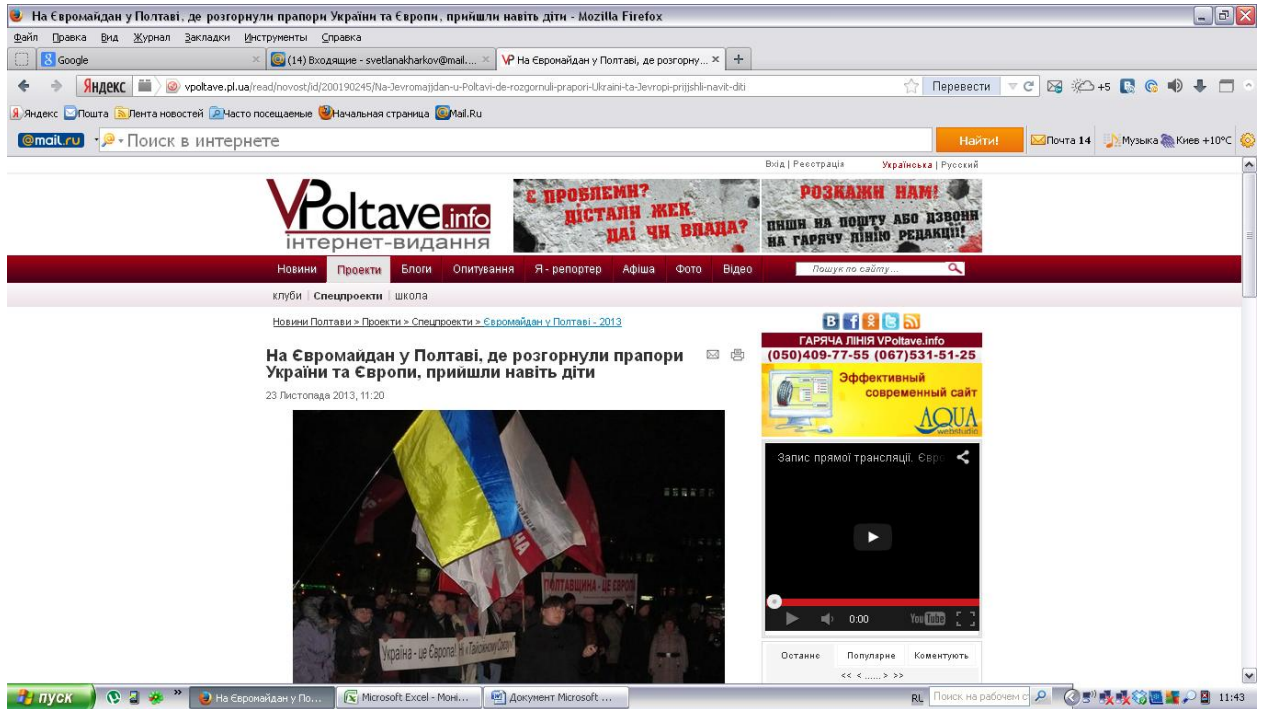 На Євромайдан у Полтаві, де розгорнули прапори України та Європи, прийшли навіть діти - Mozilla Firefox
Файл Правка Вид Журнал Закладки Инструменты Справка
Google
(14) Входящие - svetlanakharkov@mail....
VP На Євромайдан у Полтаві, де розгорну...
Яндекс
vpoltave.pl.ua/read/novost/id/200190245/Na-Jevromajdan-u-Poltavi-de-rozgornuli-prapori-Ukraini-ta-Jevropi-prijjshli-navit-diti
Перевести
+5
Яндекс Пошта Лента новостей Часто посещаемые Начальная страница Mail.Ru
@mail.ru Поиск в интернете Найти! Почта 14 Музыка Киев +10°C
Вхід | Реєстрація Українська | Русский
VPoltave.info
інтернет-видання
Є ПРОБЛЕМИ?
ДІСТАЛИ ЖЕК
ДАІ ЧИ ВЛАДА?
РОЗКАЖИ НАМ!
ПИШИ НА ПОШТУ АБО ДЗВОНИ
НА ГАРЯЧУ ЛІНІЮ РЕДАКЦІЇ!
Новини Проекти Блоги Опитування Я - репортер Афіша Фото Відео Пошук по сайту...
клуби | Спецпроекти | школа
Новини Полтави » Проекти » Спецпроекти » Євромайдан у Полтаві - 2013
На Євромайдан у Полтаві, де розгорнули прапори
України та Європи, прийшли навіть діти
23 Листопада 2013, 11:20
ПОЛТАВЩИНА - ЦЕ ЄВРОПА
Україна - це Європа! Ні «Тайожному Союзу»
ГАРЯЧА ЛІНІЯ VPoltave.info
(050)409-77-55 (067)531-51-25
Эффективный
современный сайт
AQUA
webstudio
Запис прямої трансляції. Євро
0:00
YouTube
Останнє Популярне Коментують
<< < ...... > >>
пуск
На Євромайдан у По...
Microsoft Excel - Моні...
Документ Microsoft ...
RL
Поиск на рабочем с
11:43